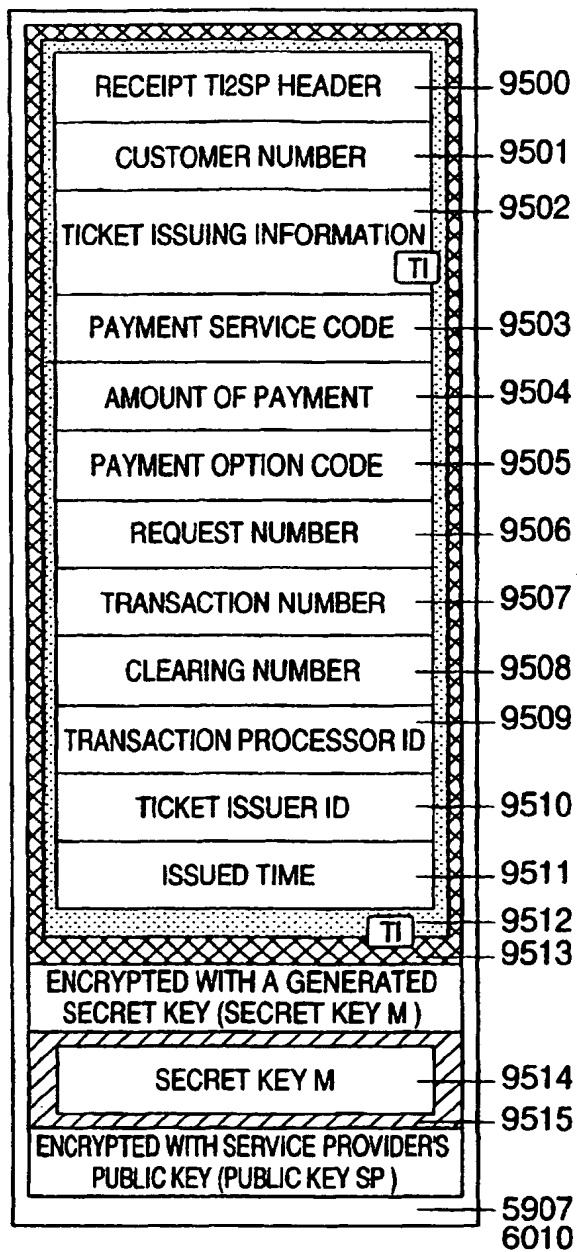 RECEIPT TI2SP HEADER 9500
CUSTOMER NUMBER 9501
9502
TICKET ISSUING INFORMATION
TI
PAYMENT SERVICE CODE 9503
AMOUNT OF PAYMENT 9504
PAYMENT OPTION CODE 9505
REQUEST NUMBER 9506
TRANSACTION NUMBER 9507
CLEARING NUMBER 9508
9509
TRANSACTION PROCESSOR ID
TICKET ISSUER ID 9510
ISSUED TIME 9511
TI 9512
9513
ENCRYPTED WITH A GENERATED
SECRET KEY (SECRET KEY M)
SECRET KEY M 9514
9515
ENCRYPTED WITH SERVICE PROVIDER'S
PUBLIC KEY (PUBLIC KEY SP)
5907
6010